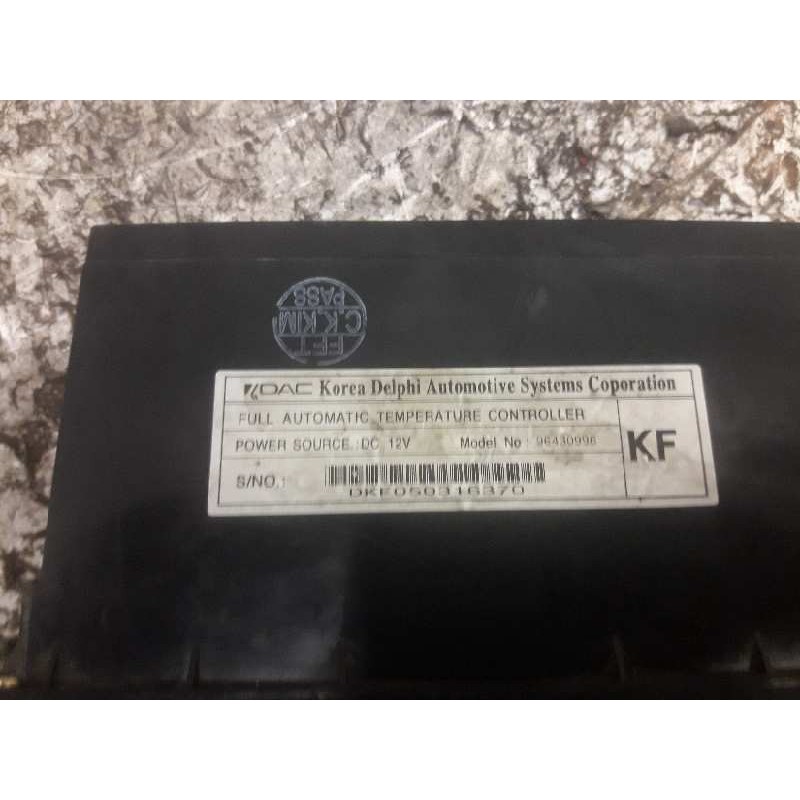 PASS
C.K.KIM
KDAC Korea Delphi Automotive Systems Coporation
FULL AUTOMATIC TEMPERATURE CONTROLLER
POWER SOURCE : DC 12V Model No : 96430996
KF
S/NO. :
DKF050316370